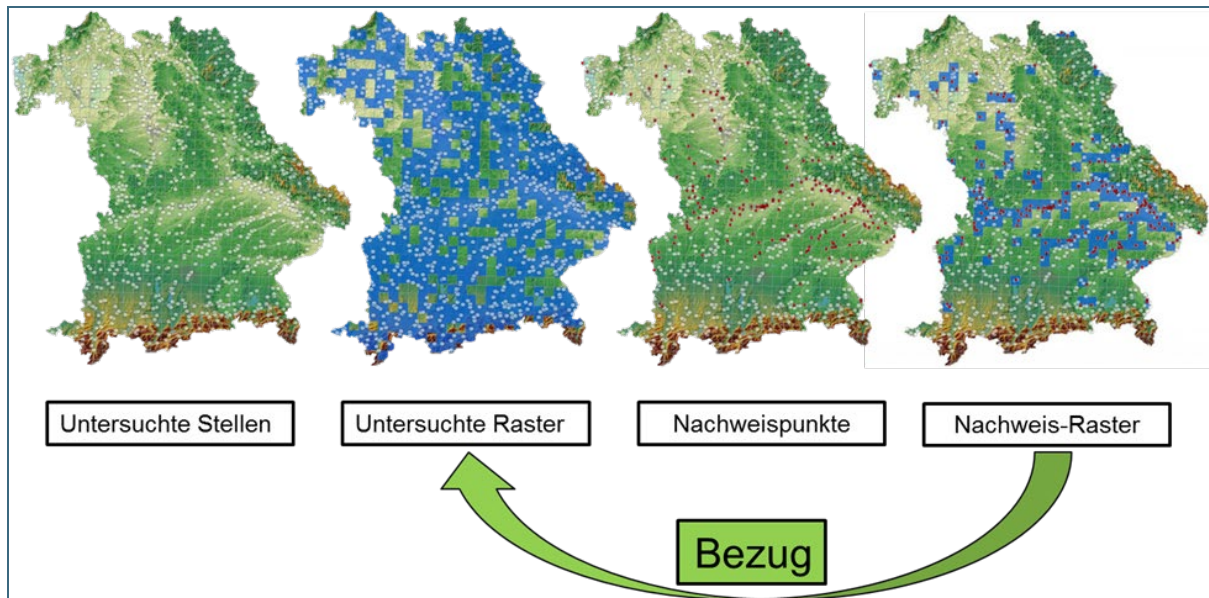 Untersuchte Stellen
Untersuchte Raster
Nachweispunkte
Nachweis-Raster
Bezug